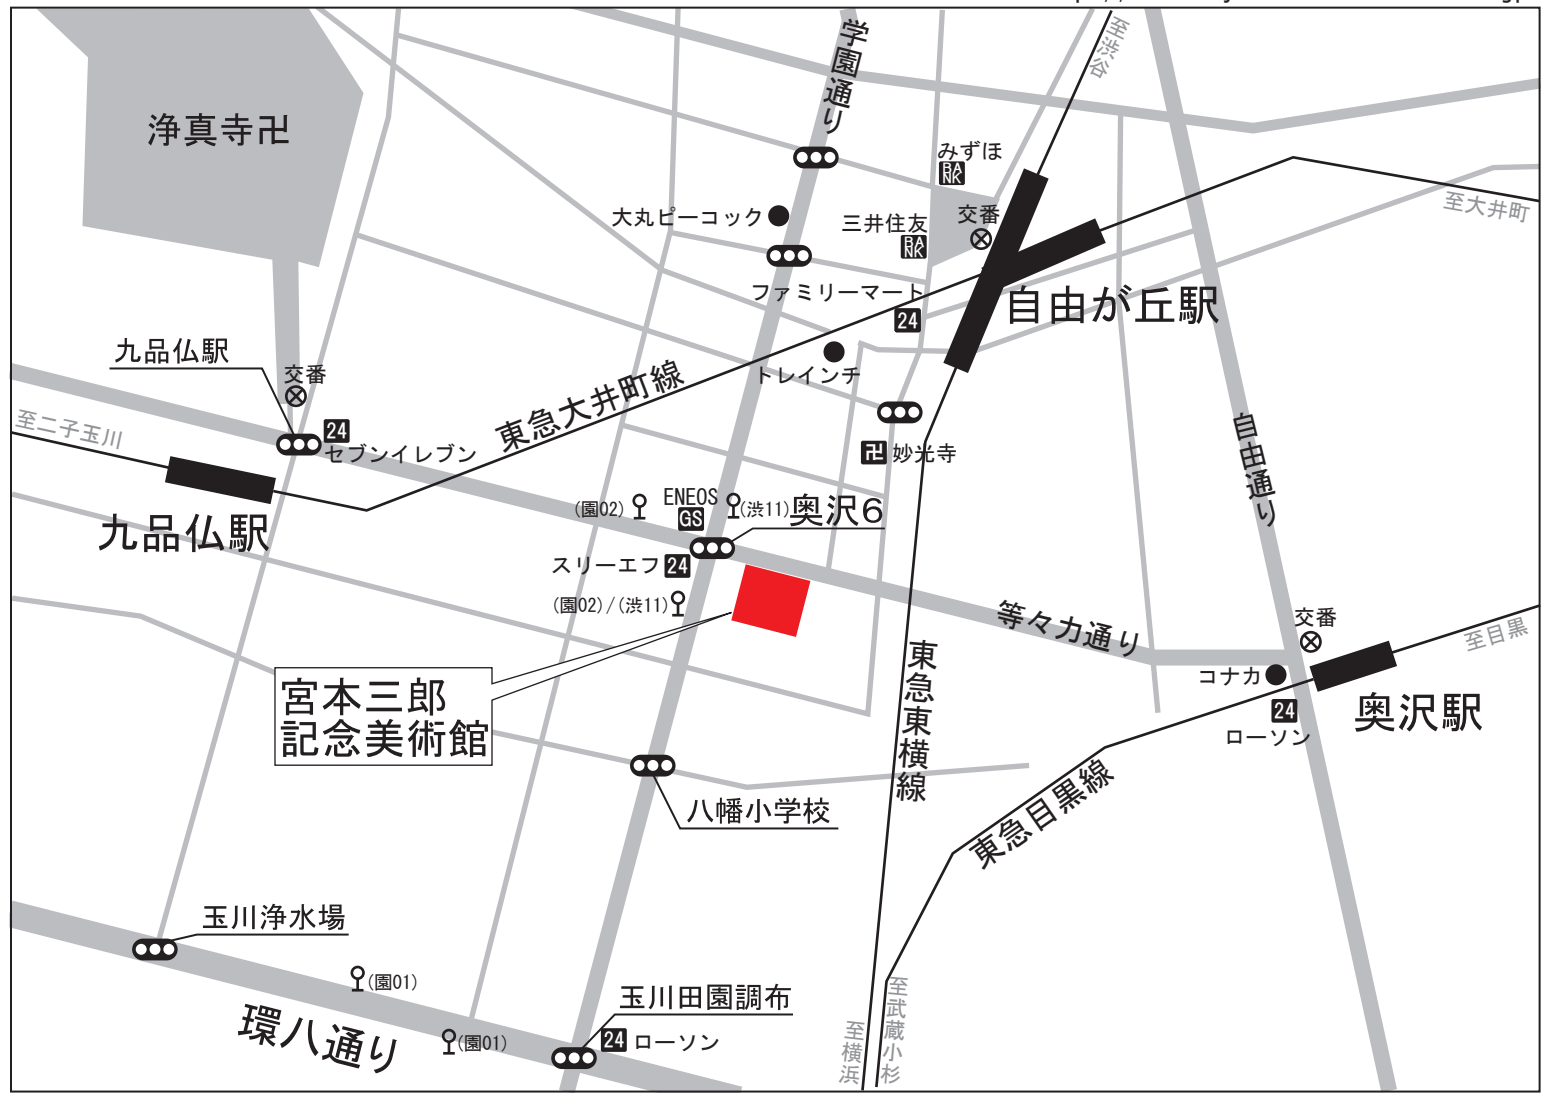 学園通り
至渋谷
浄真寺卍
みずほ
BANK
大丸ピーコック
三井住友
BANK
交番
至大井町
ファミリーマート
24
自由が丘駅
九品仏駅
交番
トレインチ
東急大井町線
至二子玉川
24
セブンイレブン
卍 妙光寺
自由通り
九品仏駅
(園02)
ENEOS
GS
(渋11)
奥沢6
スリーエフ 24
(園02)/(渋11)
等々力通り
交番
至目黒
コナカ
24
ローソン
奥沢駅
宮本三郎
記念美術館
東急東横線
八幡小学校
東急目黒線
玉川浄水場
(園01)
環八通り
(園01)
玉川田園調布
24 ローソン
至横浜
至武蔵小杉